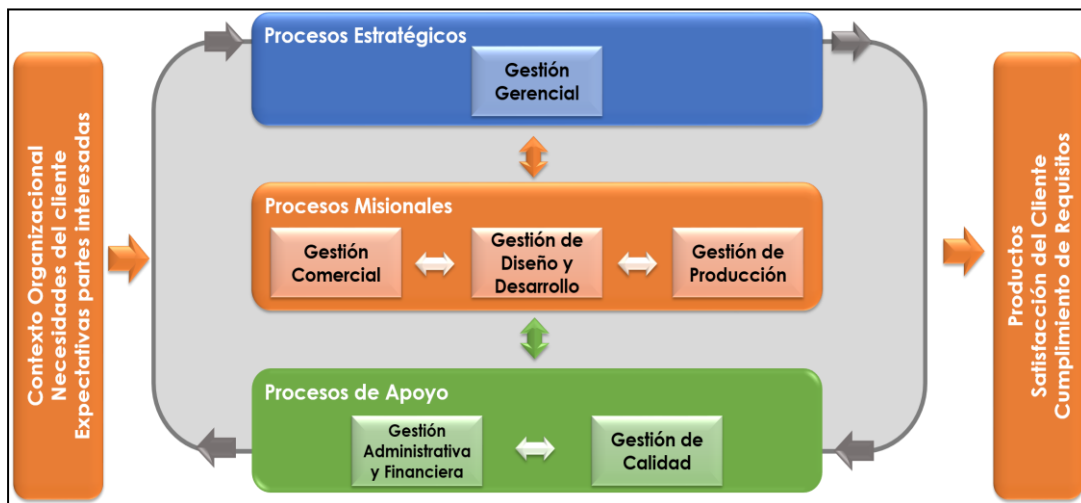 Contexto Organizacional
Necesidades del cliente
Expectativas partes interesadas
Procesos Estratégicos
Gestión
Gerencial
Procesos Misionales
Gestión
Comercial
Gestión de
Diseño y
Desarrollo
Gestión de
Producción
Procesos de Apoyo
Gestión
Administrativa
y Financiera
Gestión de
Calidad
Productos
Satisfacción del Cliente
Cumplimiento de Requisitos